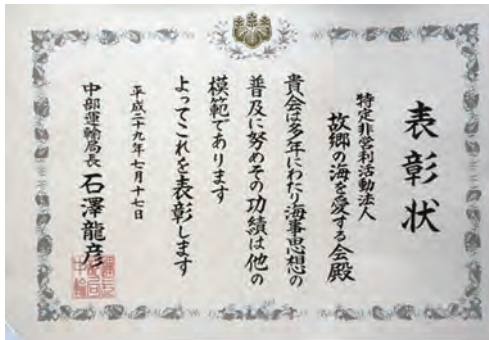 表彰状
特定非営利活動法人
故郷の海を愛する会殿
貴会は多年にわたり海事思想の
普及に努めその功績は他の
模範であります
よってこれを表彰します
平成二十九年七月十七日
中部運輸局長 石澤龍彦